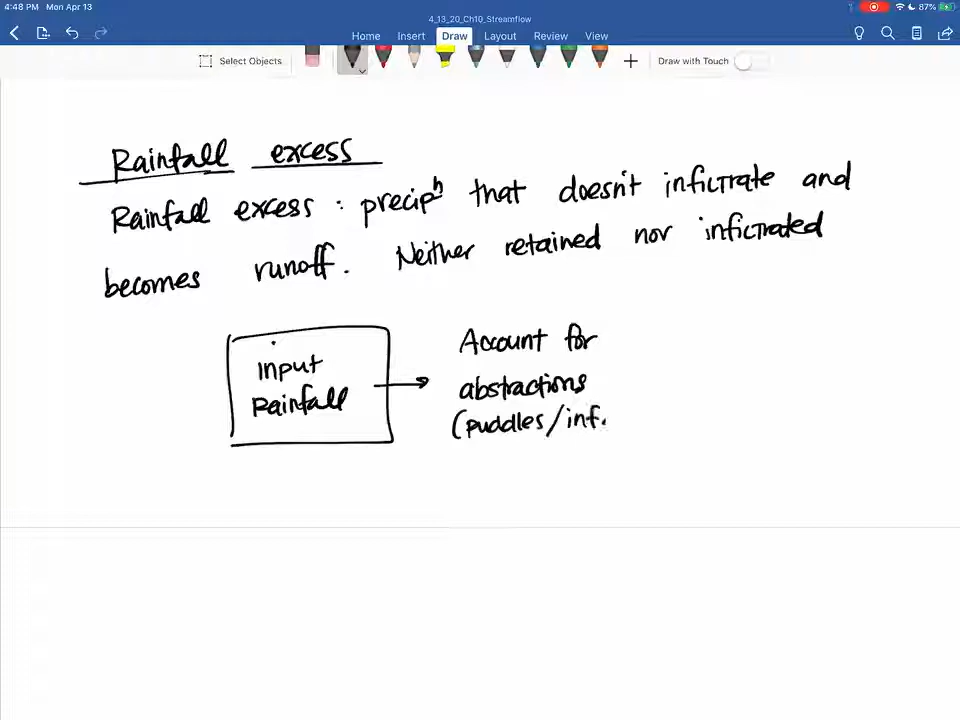 4:48 PM Mon Apr 13
87%
4_13_20_Ch10_Streamflow
Home Insert Draw Layout Review View
Select Objects
Draw with Touch
Rainfall excess
Rainfall excess : precipⁿ that doesn't infiltrate and
becomes runoff. Neither retained nor infiltrated
Input
Rainfall
Account for
abstractions
(puddles/inf.